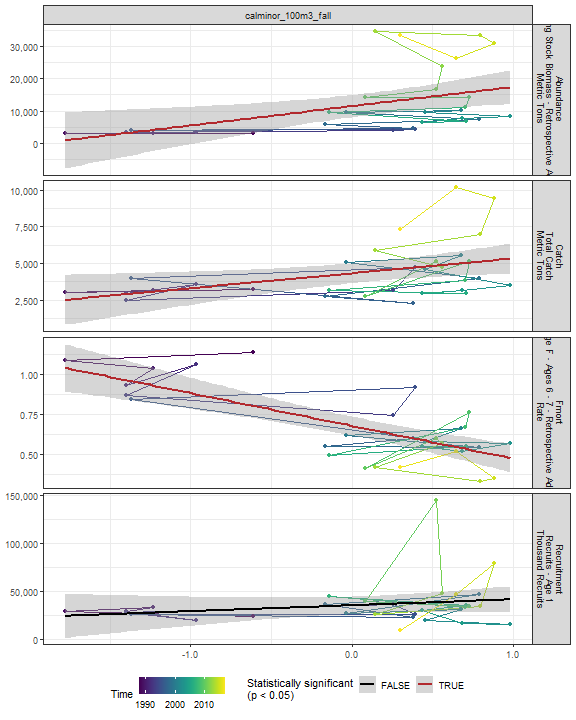 calminor_100m3_fall
30,000
20,000
10,000
0
Abundance
ng Stock Biomass - Retrospective A
Metric Tons
10,000
7,500
5,000
2,500
Catch
Total Catch
Metric Tons
1.00
0.75
0.50
Fmort
ge F - Ages 6 - 7 - Retrospective Ad
Rate
150,000
100,000
50,000
0
Recruitment
Recruits - Age 1
Thousand Recruits
-1.0
0.0
1.0
Time
1990 2000 2010
Statistically significant
(p < 0.05)
FALSE
TRUE